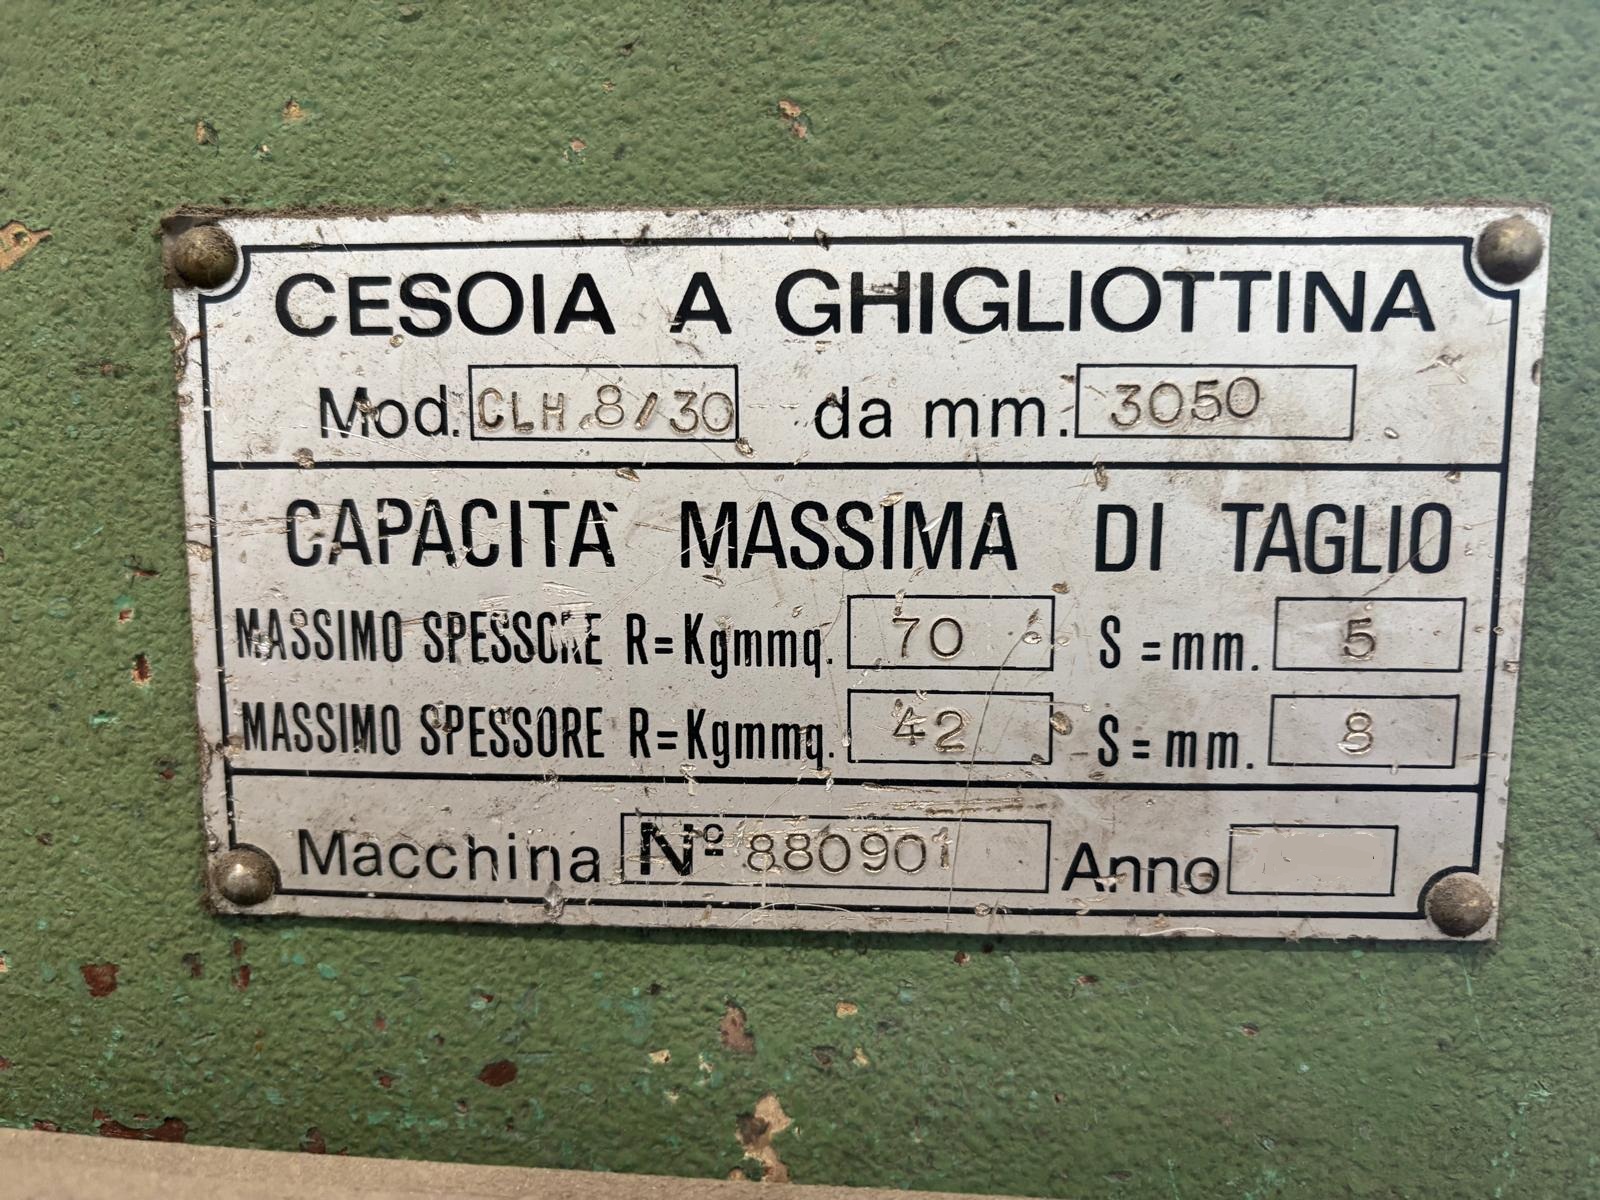 CESOIA A GHIGLIOTTINA
Mod. CLH 8/30 da mm. 3050
CAPACITÀ MASSIMA DI TAGLIO
MASSIMO SPESSORE R=Kgmmq. 70 S=mm. 5
MASSIMO SPESSORE R=Kgmmq. 42 S=mm. 8
Macchina Nº 880901 Anno